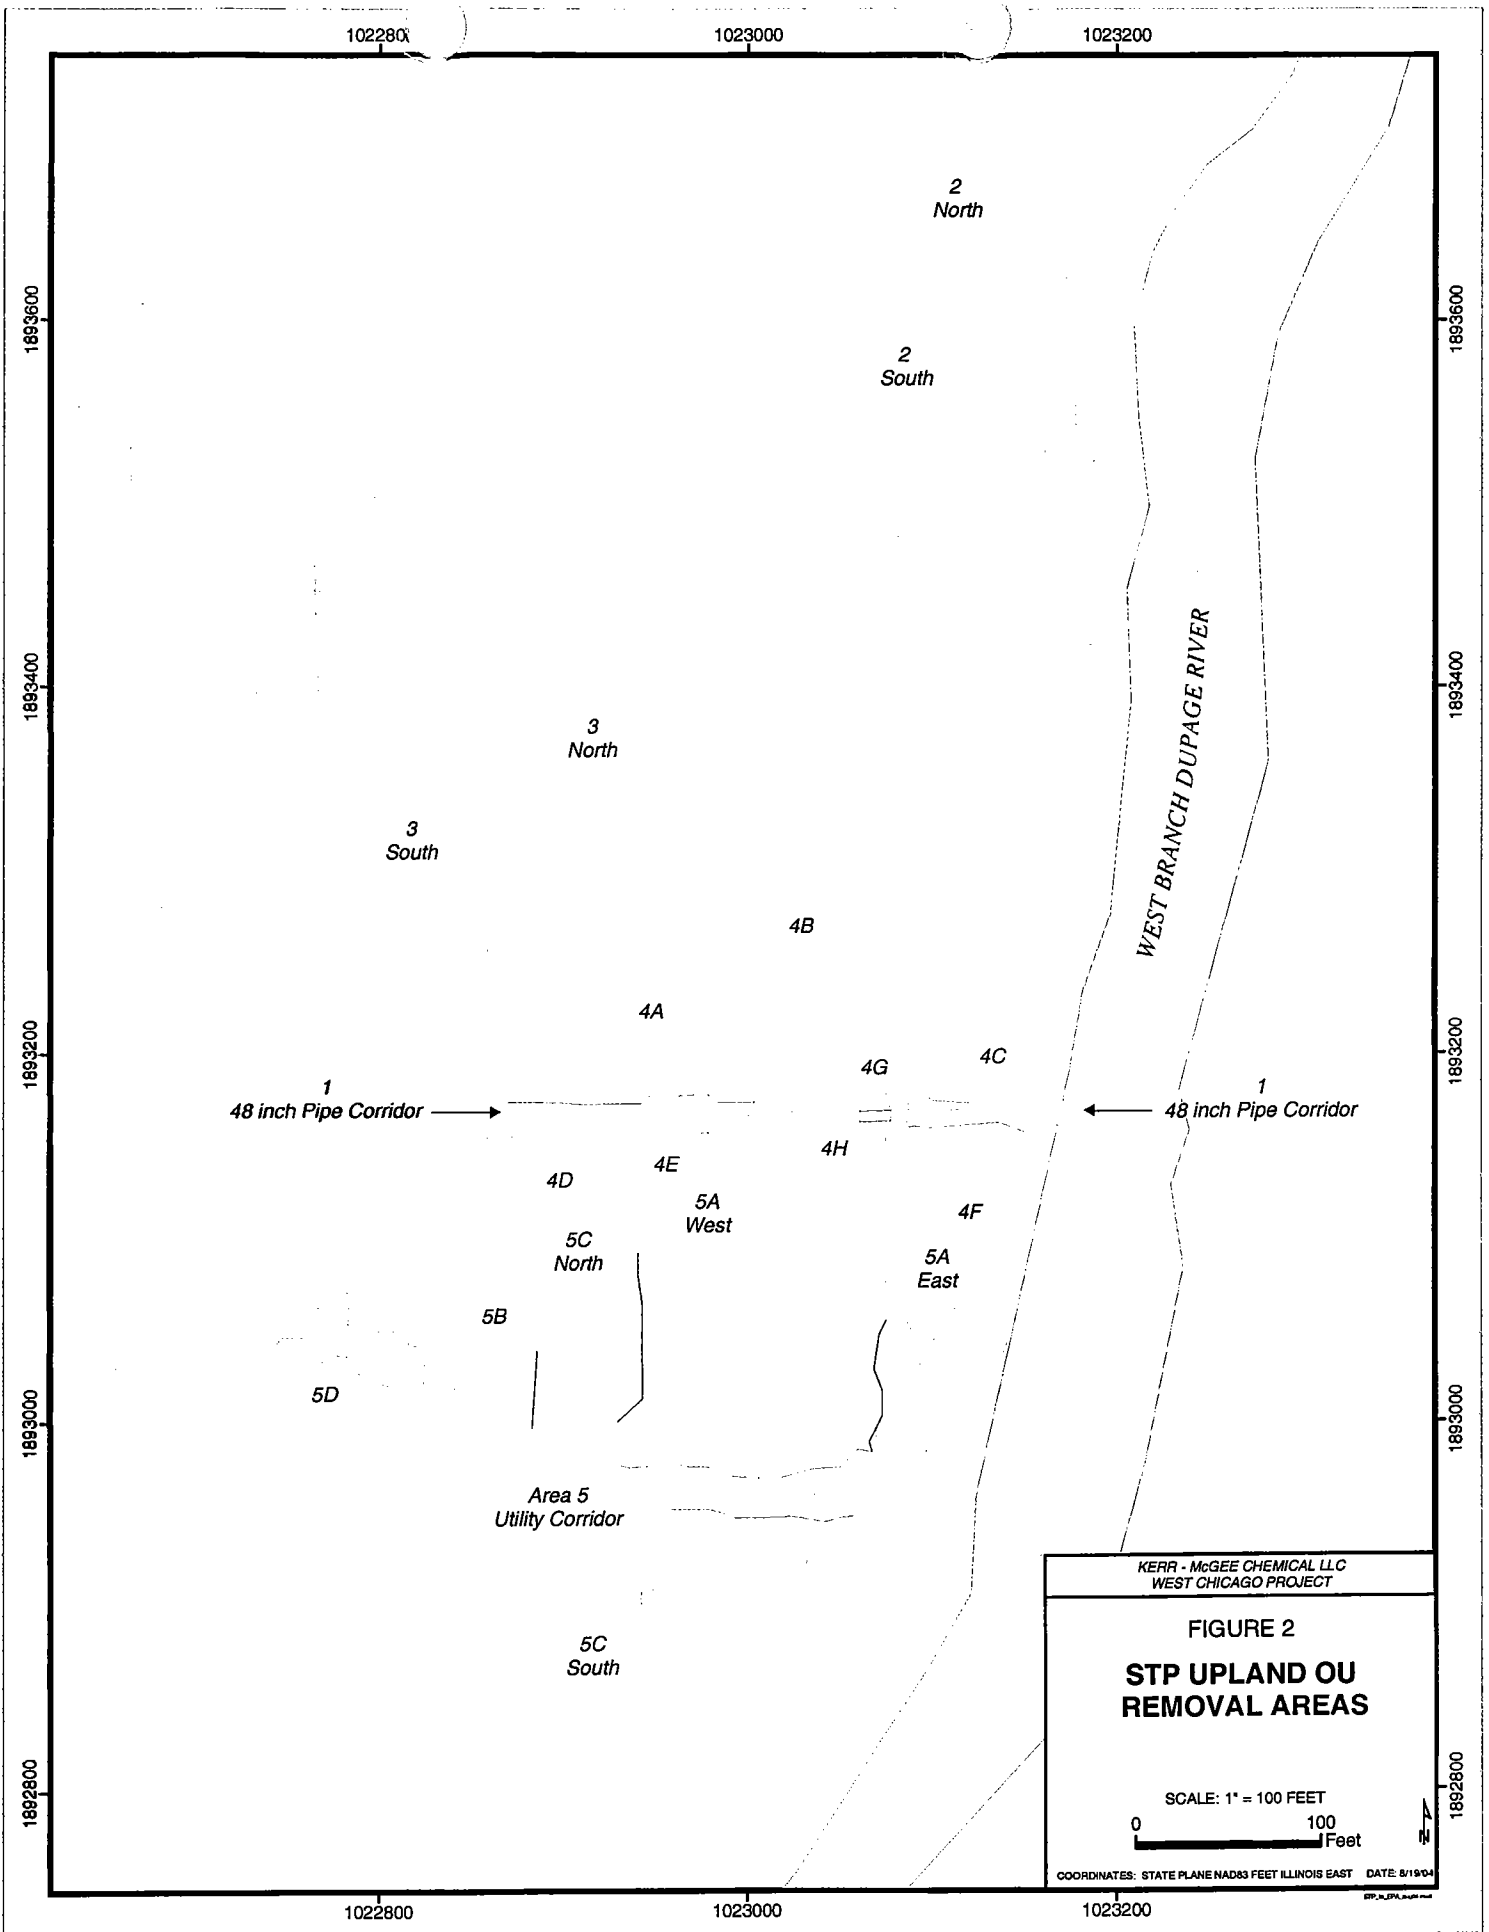 102280
1023000
1023200
2
North
1893600
1893600
2
South
1893400
1893400
WEST BRANCH DUPAGE RIVER
3
North
3
South
4B
4A
1893200
1893200
4G
4C
1
48 inch Pipe Corridor
1
48 inch Pipe Corridor
4H
4E
4D
5A
West
4F
5C
North
5A
East
5B
5D
1893000
1893000
Area 5
Utility Corridor
KERR - McGEE CHEMICAL LLC
WEST CHICAGO PROJECT
FIGURE 2
STP UPLAND OU
REMOVAL AREAS
5C
South
1892800
1892800
SCALE: 1" = 100 FEET
0 100
Feet
N
COORDINATES: STATE PLANE NAD83 FEET ILLINOIS EAST DATE: 8/19/04
1022800
1023000
1023200